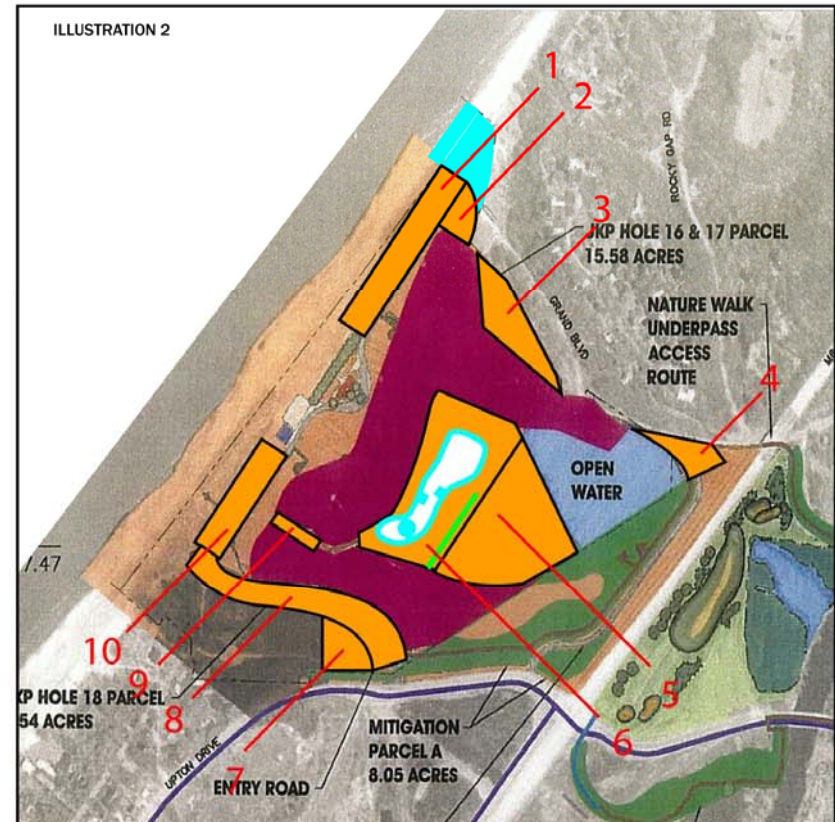 ILLUSTRATION 2
1
2
ROCKY GAP RD
3
JKP HOLE 16 & 17 PARCEL
15.58 ACRES
GRAND BLVD
NATURE WALK
UNDERPASS
ACCESS
ROUTE
4
OPEN
WATER
7.47
10
9
8
5
6
7
KP HOLE 18 PARCEL
54 ACRES
MITIGATION
PARCEL A
8.05 ACRES
UPTON DRIVE
ENTRY ROAD